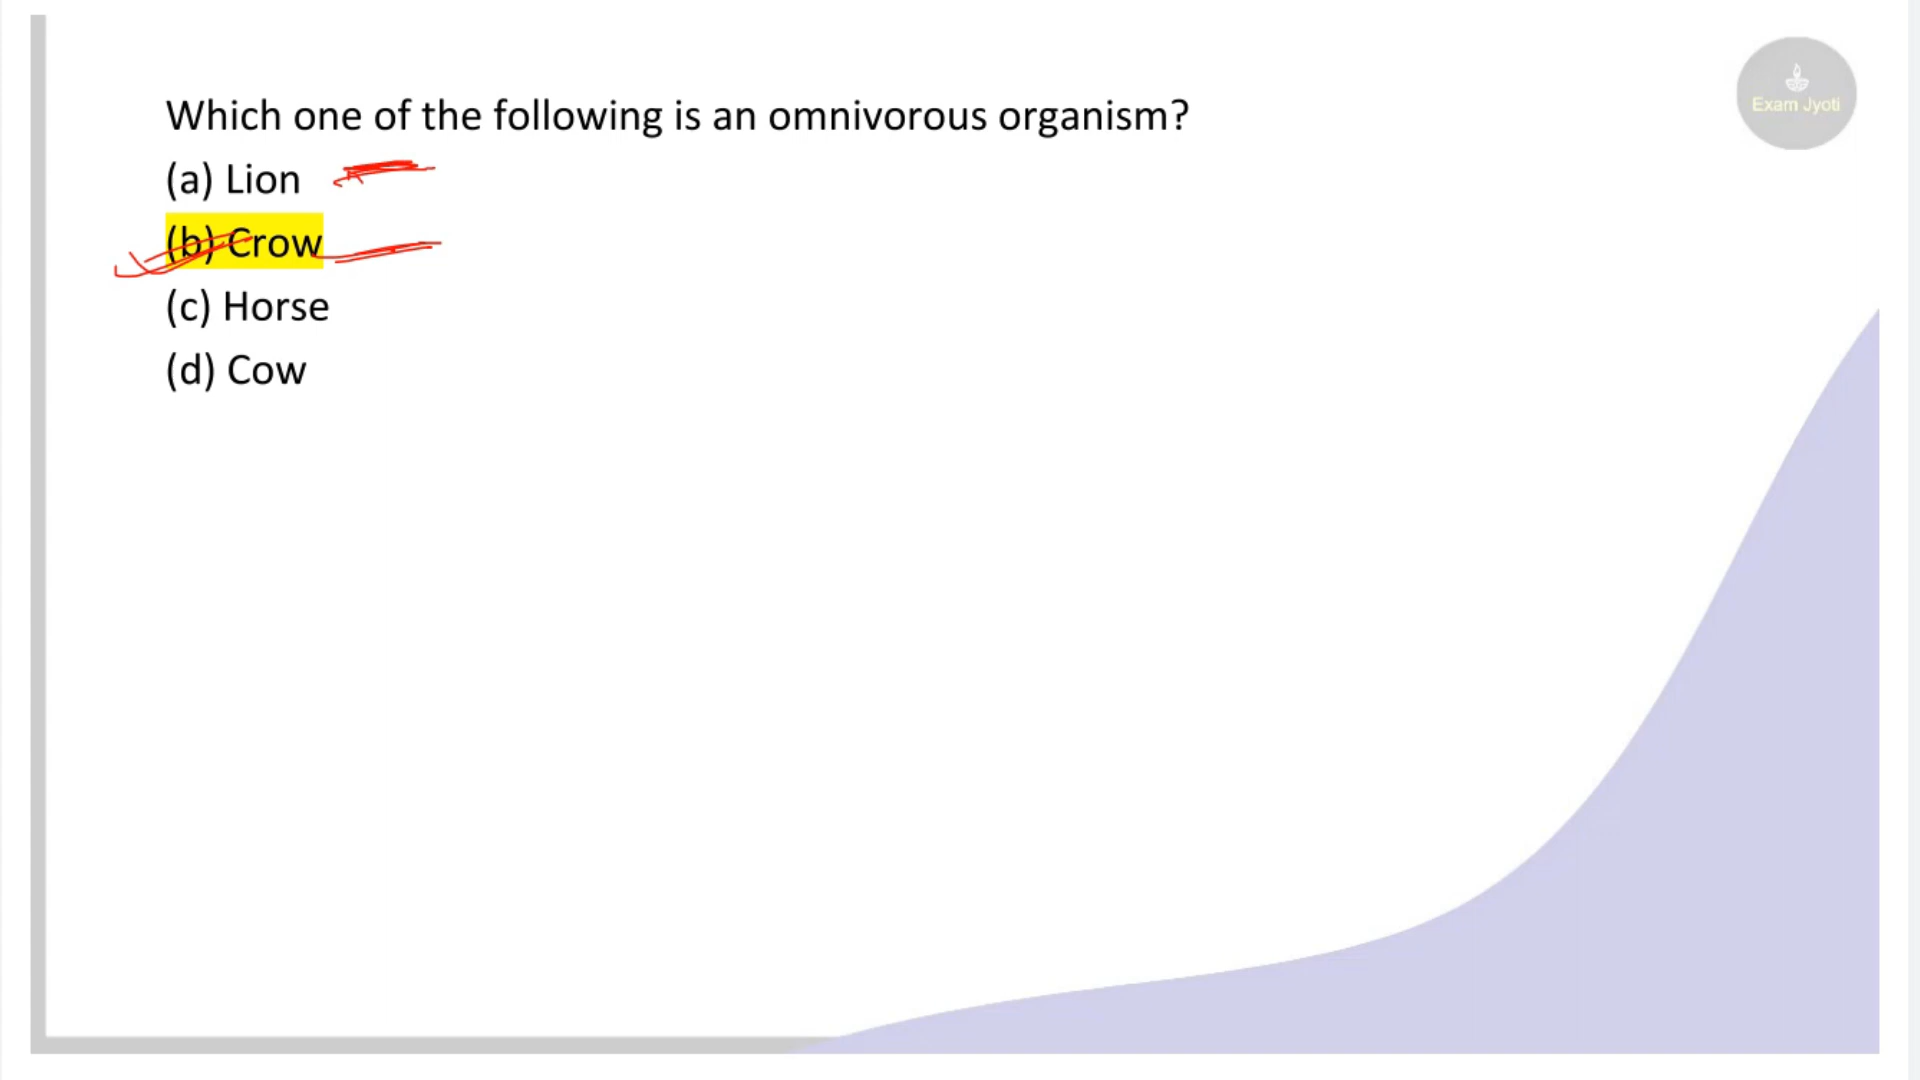 Which one of the following is an omnivorous organism?
(a) Lion
(b) Crow
(c) Horse
(d) Cow
Exam Jyoti